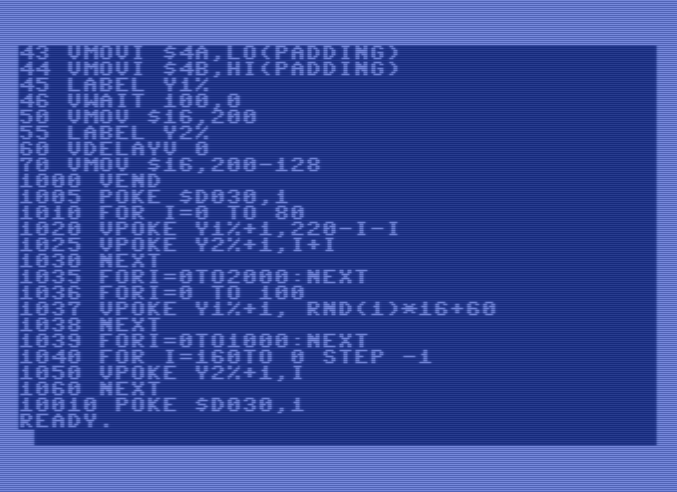 43 VMOVI $4A,LO(PADDING)
44 VMOVI $4B,HI(PADDING)
45 LABEL Y1%
46 VWAIT 100,0
50 VMOV $16,200
55 LABEL Y2%
60 VDELAYV 0
70 VMOV $16,200-128
1000 VEND
1005 POKE $D030,1
1010 FOR I=0 TO 80
1020 VPOKE Y1%+1,220-I-I
1025 VPOKE Y2%+1,I+I
1030 NEXT
1035 FORI=0TO2000:NEXT
1036 FORI=0 TO 100
1037 VPOKE Y1%+1, RND(1)*16+60
1038 NEXT
1039 FORI=0TO1000:NEXT
1040 FOR I=160TO 0 STEP -1
1050 VPOKE Y2%+1,I
1060 NEXT
10010 POKE $D030,1
READY.